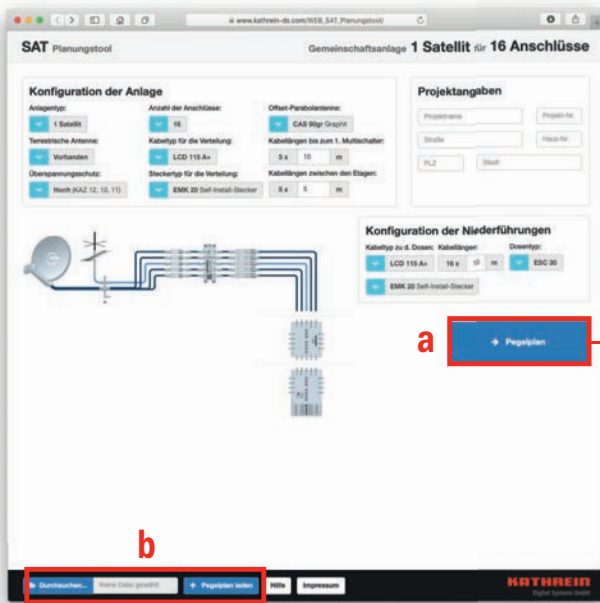 www.kathrein-ds.com/WEB_SAT_Planungstool/
SAT Planungstool
Gemeinschaftsanlage 1 Satellit für 16 Anschlüsse
Konfiguration der Anlage
Anlagentyp: Anzahl der Anschlüsse: Offset-Parabolantenne:
1 Satellit 16 CAS 90gr Graphit
Terrestrische Antenne: Kabeltyp für die Verteilung: Kabellängen bis zum 1. Multischalter:
Vorhanden LCD 115 A+ 5 x 10 m
Überspannungsschutz: Steckertyp für die Verteilung: Kabellängen zwischen den Etagen:
Hoch (KAZ 12, 10, 11) EMK 20 Self-Install-Stecker 5 x 5 m
Projektangaben
Projektname Projekt-Nr.
Straße Haus-Nr.
PLZ Stadt
Konfiguration der Niederführungen
Kabeltyp zu d. Dosen: Kabellängen: Dosentyp:
LCD 115 A+ 16 x 10 m ESC 30
EMK 20 Self-Install-Stecker
a
→ Pegelplan
b
Durchsuchen... Keine Datei gewählt Pegelplan laden Hilfe Impressum
KATHREIN
Digital Systems GmbH